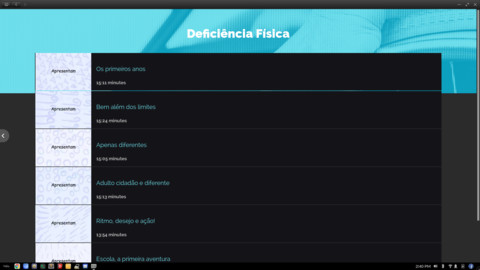 Deficiência Física
Apresentam
Os primeiros anos
15:11 minutos
Apresentam
Bem além dos limites
15:24 minutos
Apresentam
Apenas diferentes
15:05 minutos
Apresentam
Adulto cidadão e diferente
15:13 minutos
Apresentam
Ritmo, desejo e ação!
13:54 minutos
Apresentam
Escola, a primeira aventura